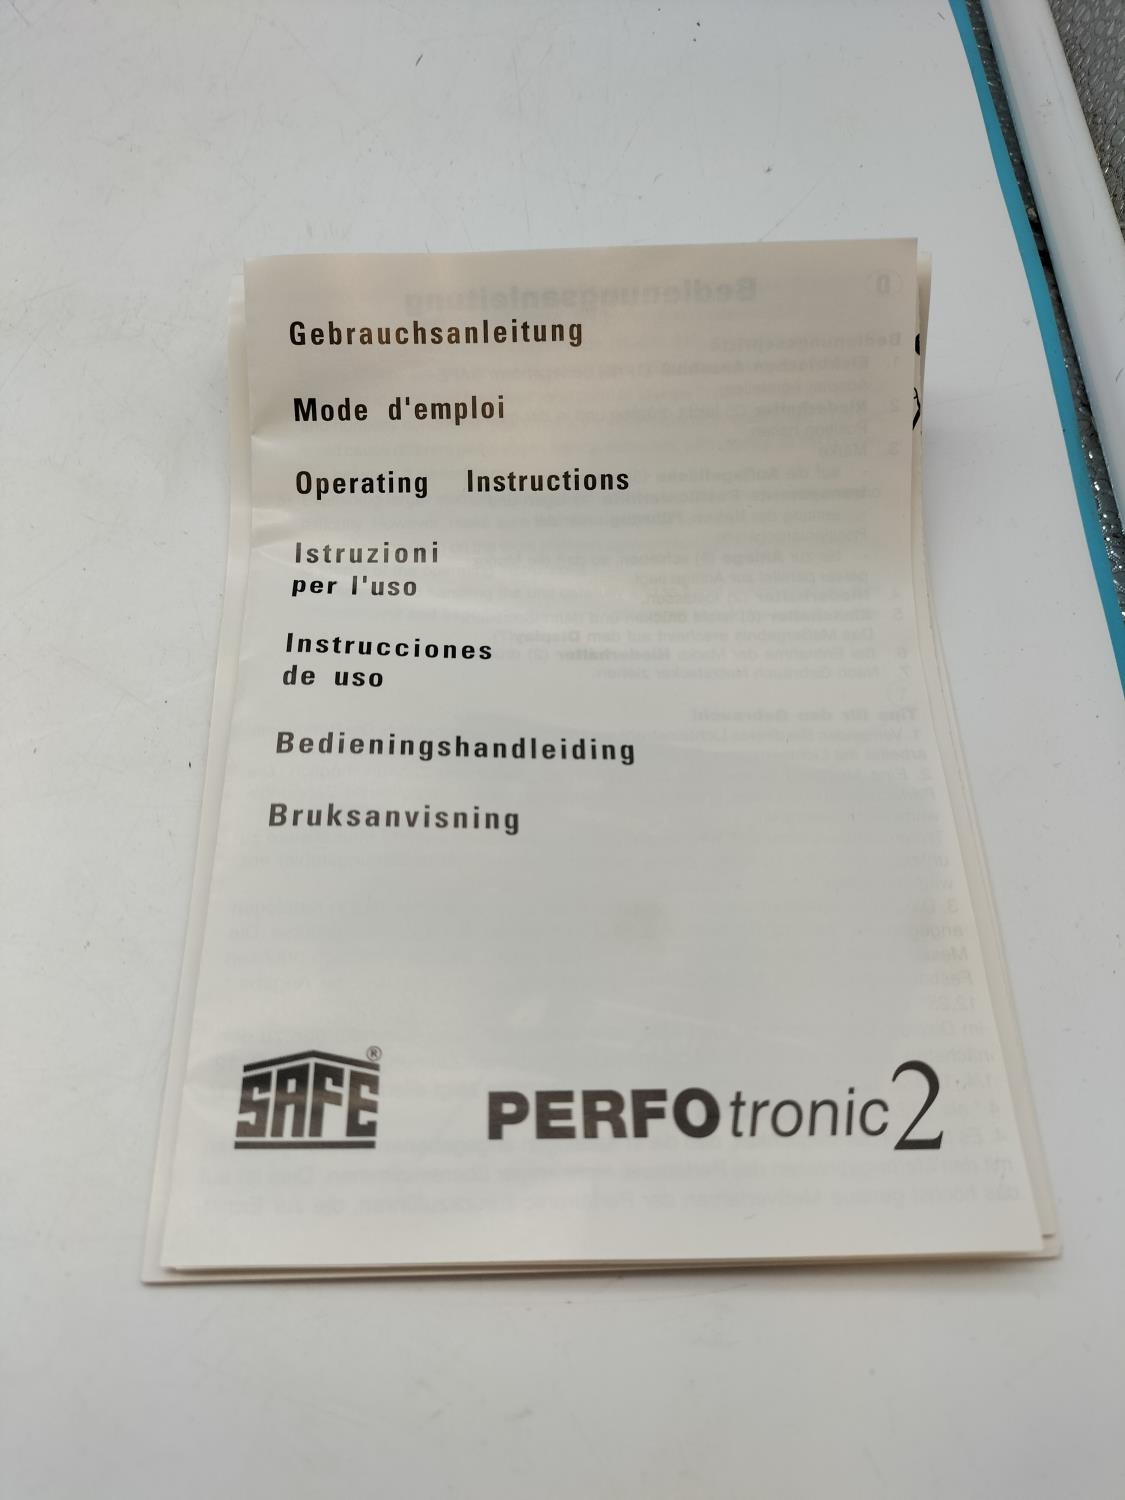 Gebrauchsanleitung
Mode d'emploi
Operating Instructions
Istruzioni
per l'uso
Instrucciones
de uso
Bedieningshandleiding
Bruksanvisning
SAFE®
PERFOtronic2